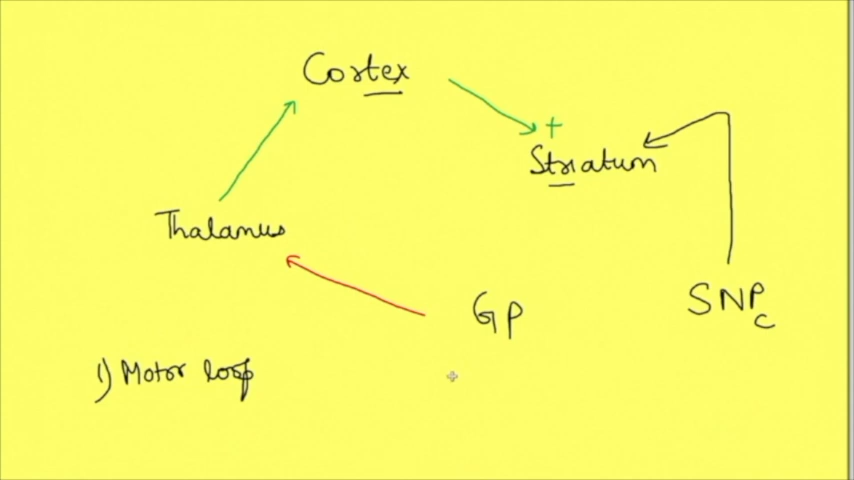 Cortex
+
Striatum
Thalamus
GP
SNPc
1) Motor loop